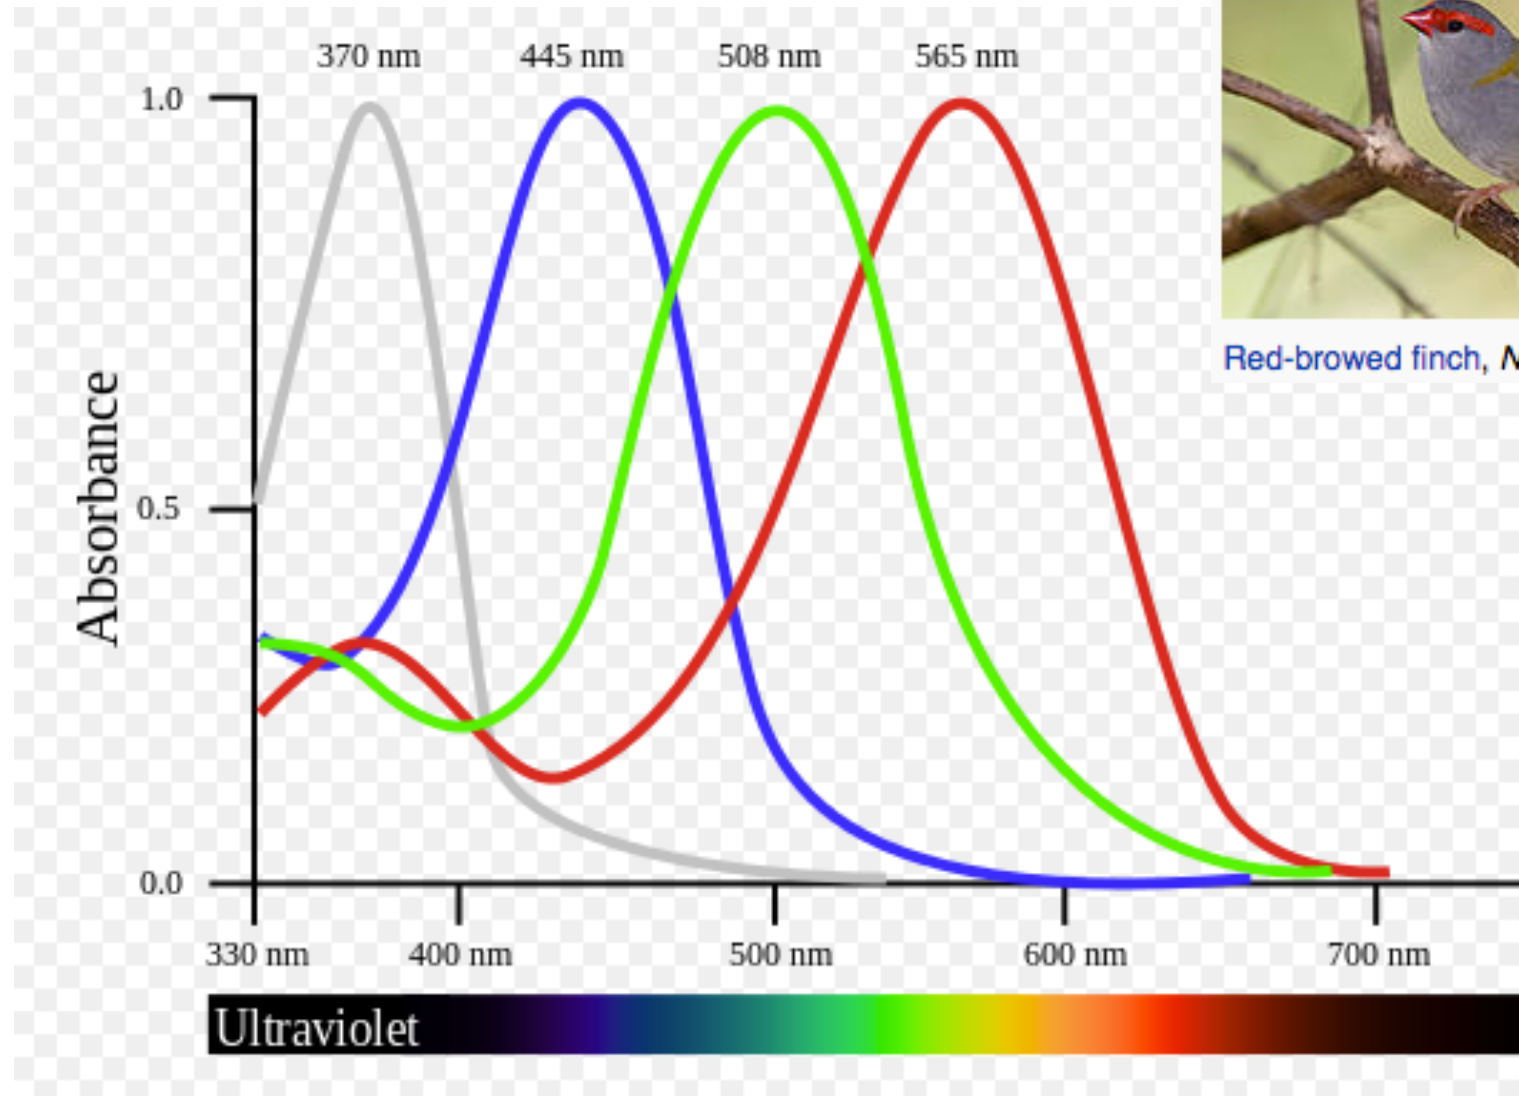 370 nm 445 nm 508 nm 565 nm
1.0
Absorbance
0.5
0.0
Red-browed finch, N
330 nm 400 nm 500 nm 600 nm 700 nm
Ultraviolet